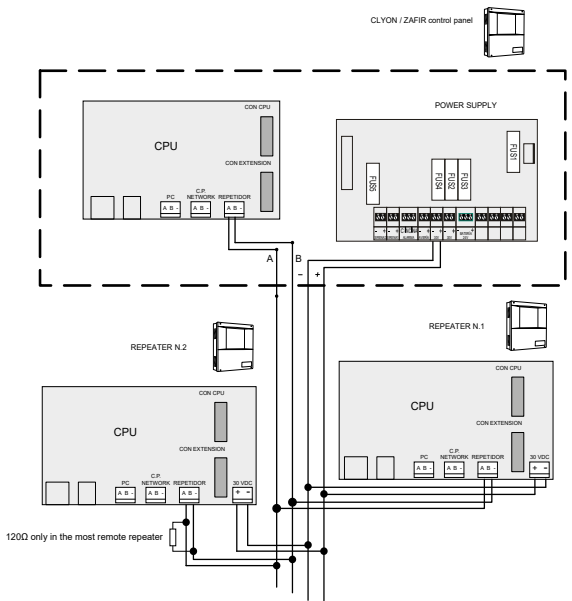 CLYON / ZAFIR control panel
CON CPU
CPU
CON EXTENSION
PC
C.P.
NETWORK
REPETIDOR
A B -
A B -
A B -
POWER SUPPLY
FUS1
FUS5
FUS4
FUS2
FUS3
- +
- +
- +
- +
- +
A
B
- +
REPEATER N.2
REPEATER N.1
CON CPU
CPU
CON EXTENSION
PC
C.P.
NETWORK
REPETIDOR
30 VDC
A B -
A B -
A B -
+ -
CON CPU
CPU
CON EXTENSION
PC
C.P.
NETWORK
REPETIDOR
30 VDC
A B -
A B -
A B -
+ -
120Ω only in the most remote repeater